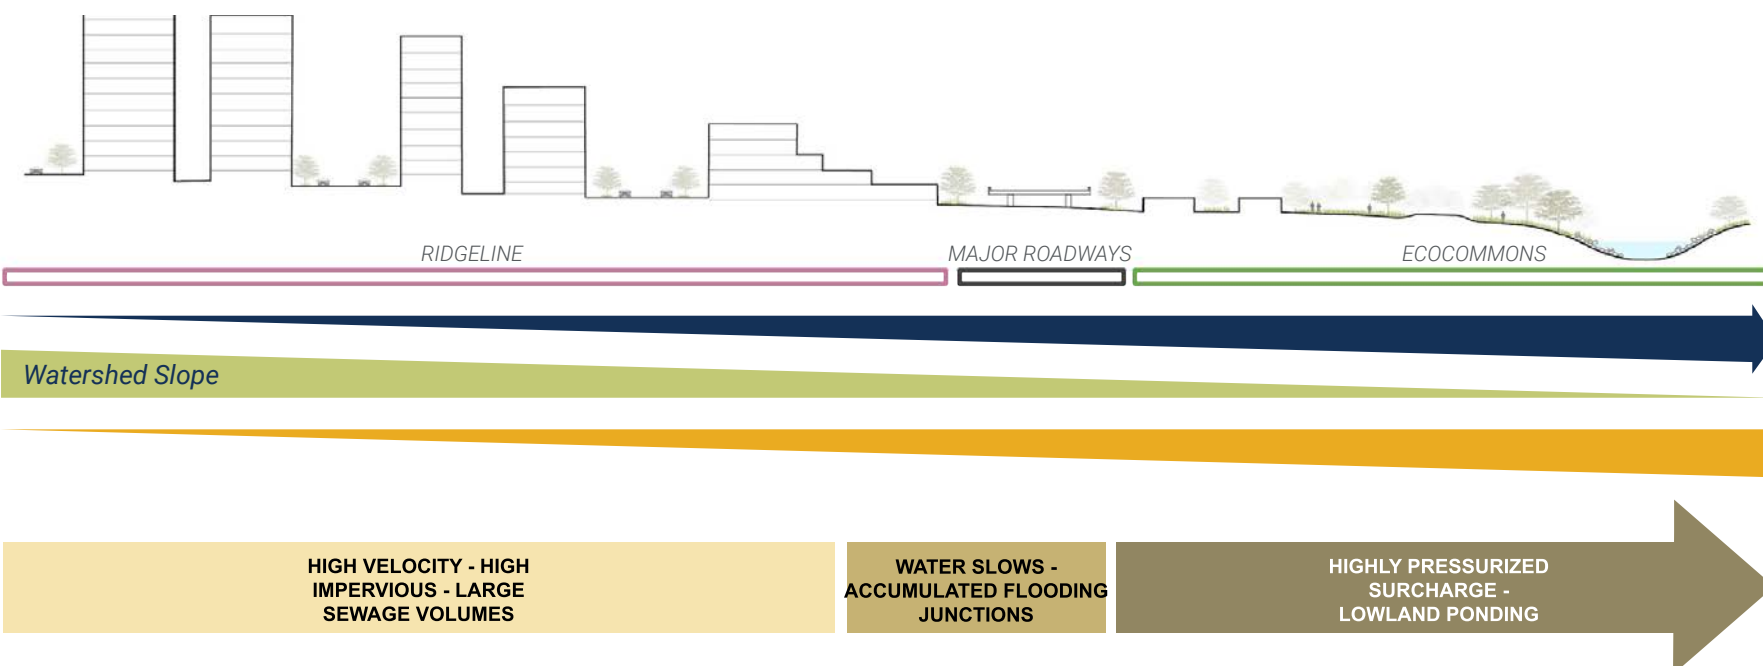 RIDGELINE
MAJOR ROADWAYS
ECOCOMMONS
Watershed Slope
HIGH VELOCITY - HIGH
IMPERVIOUS - LARGE
SEWAGE VOLUMES
WATER SLOWS -
ACCUMULATED FLOODING
JUNCTIONS
HIGHLY PRESSURIZED
SURCHARGE -
LOWLAND PONDING